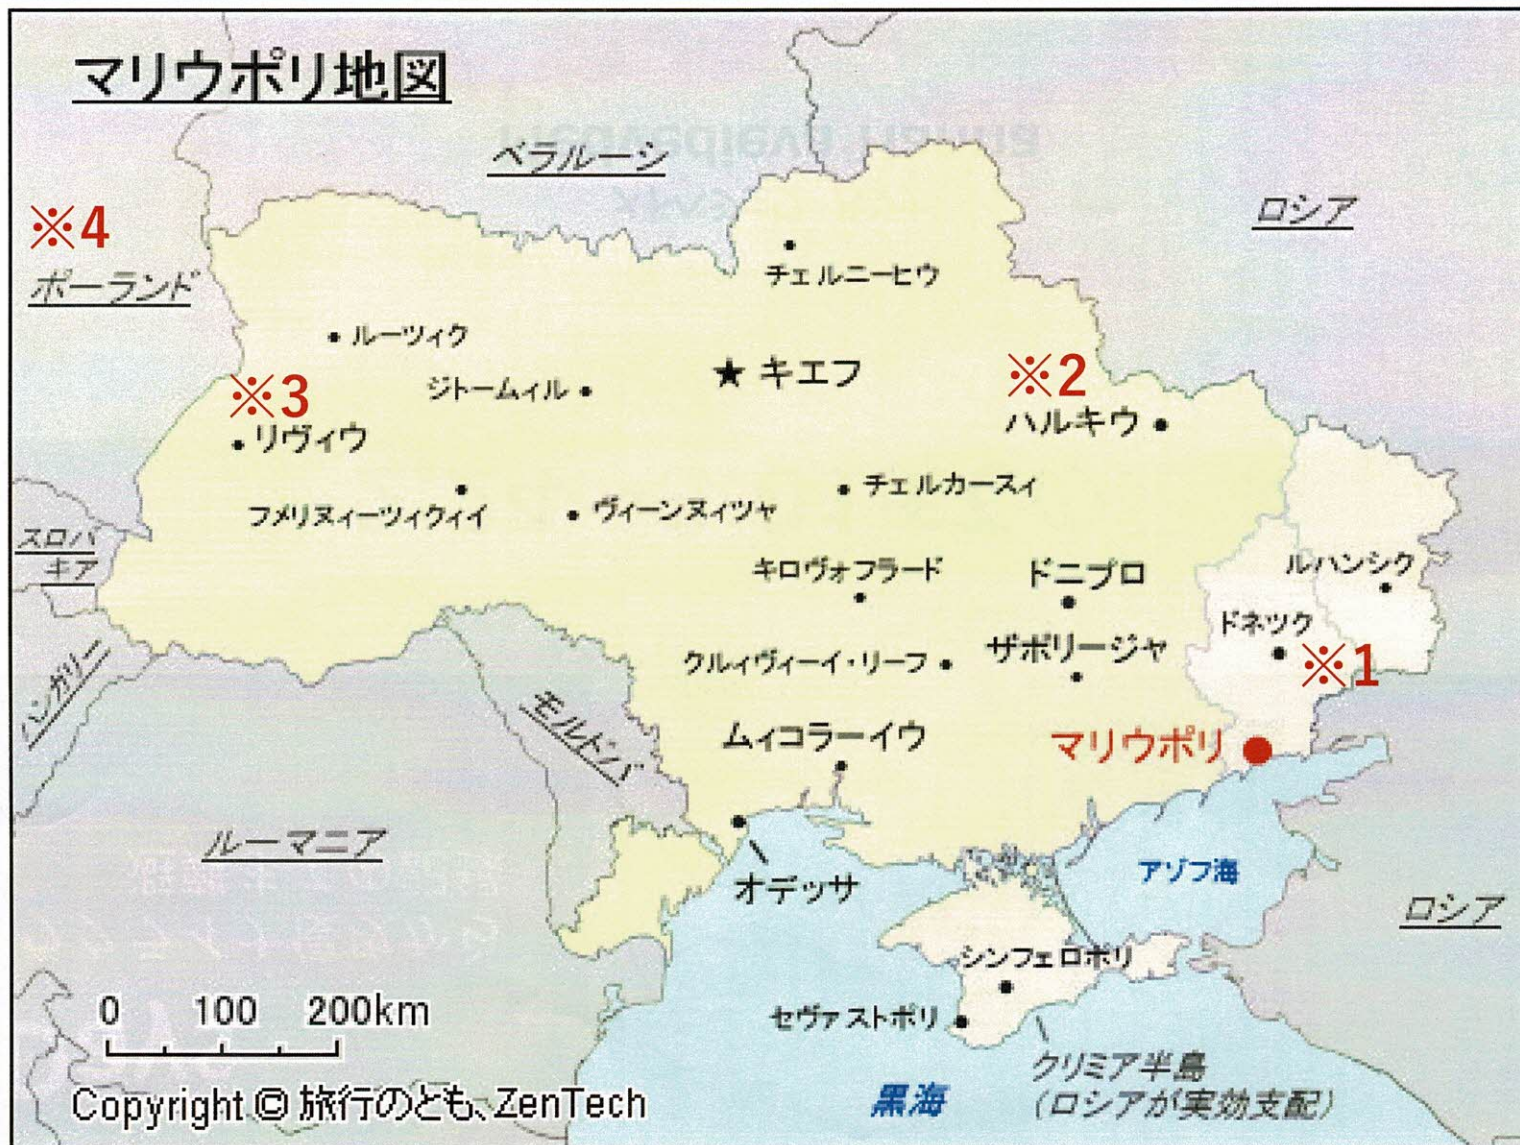 マリウポリ地図
ベラルーシ
ロシア
※4
ポーランド
チェルニーヒウ
ルーツィク
★ キエフ
※2
※3
ジトームィル
リヴィウ
ハルキウ
チェルカースィ
フメリヌィーツィクィイ
ヴィーンヌィツャ
スロバ
キア
キロヴォフラード
ドニプロ
ルハンシク
ドネツク
※1
クルィヴィーイ・リーフ
ザポリージャ
ハンガリー
モルドバ
ムィコラーイウ
マリウポリ
ルーマニア
オデッサ
アゾフ海
ロシア
シンフェロポリ
セヴァストポリ
0 100 200km
クリミア半島
(ロシアが実効支配)
黒海
Copyright © 旅行のとも、ZenTech